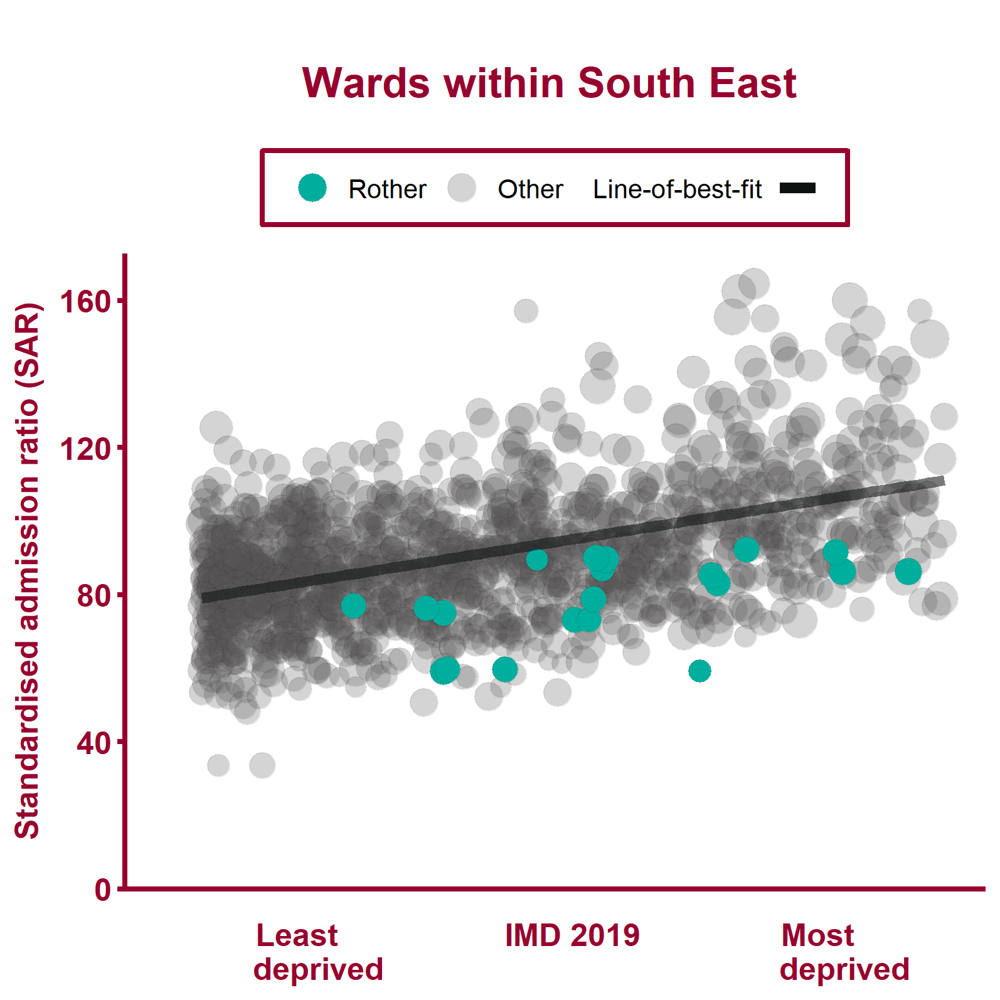 Wards within South East
Rother Other Line-of-best-fit
Standardised admission ratio (SAR)
160
120
80
40
0
Least deprived
IMD 2019
Most deprived